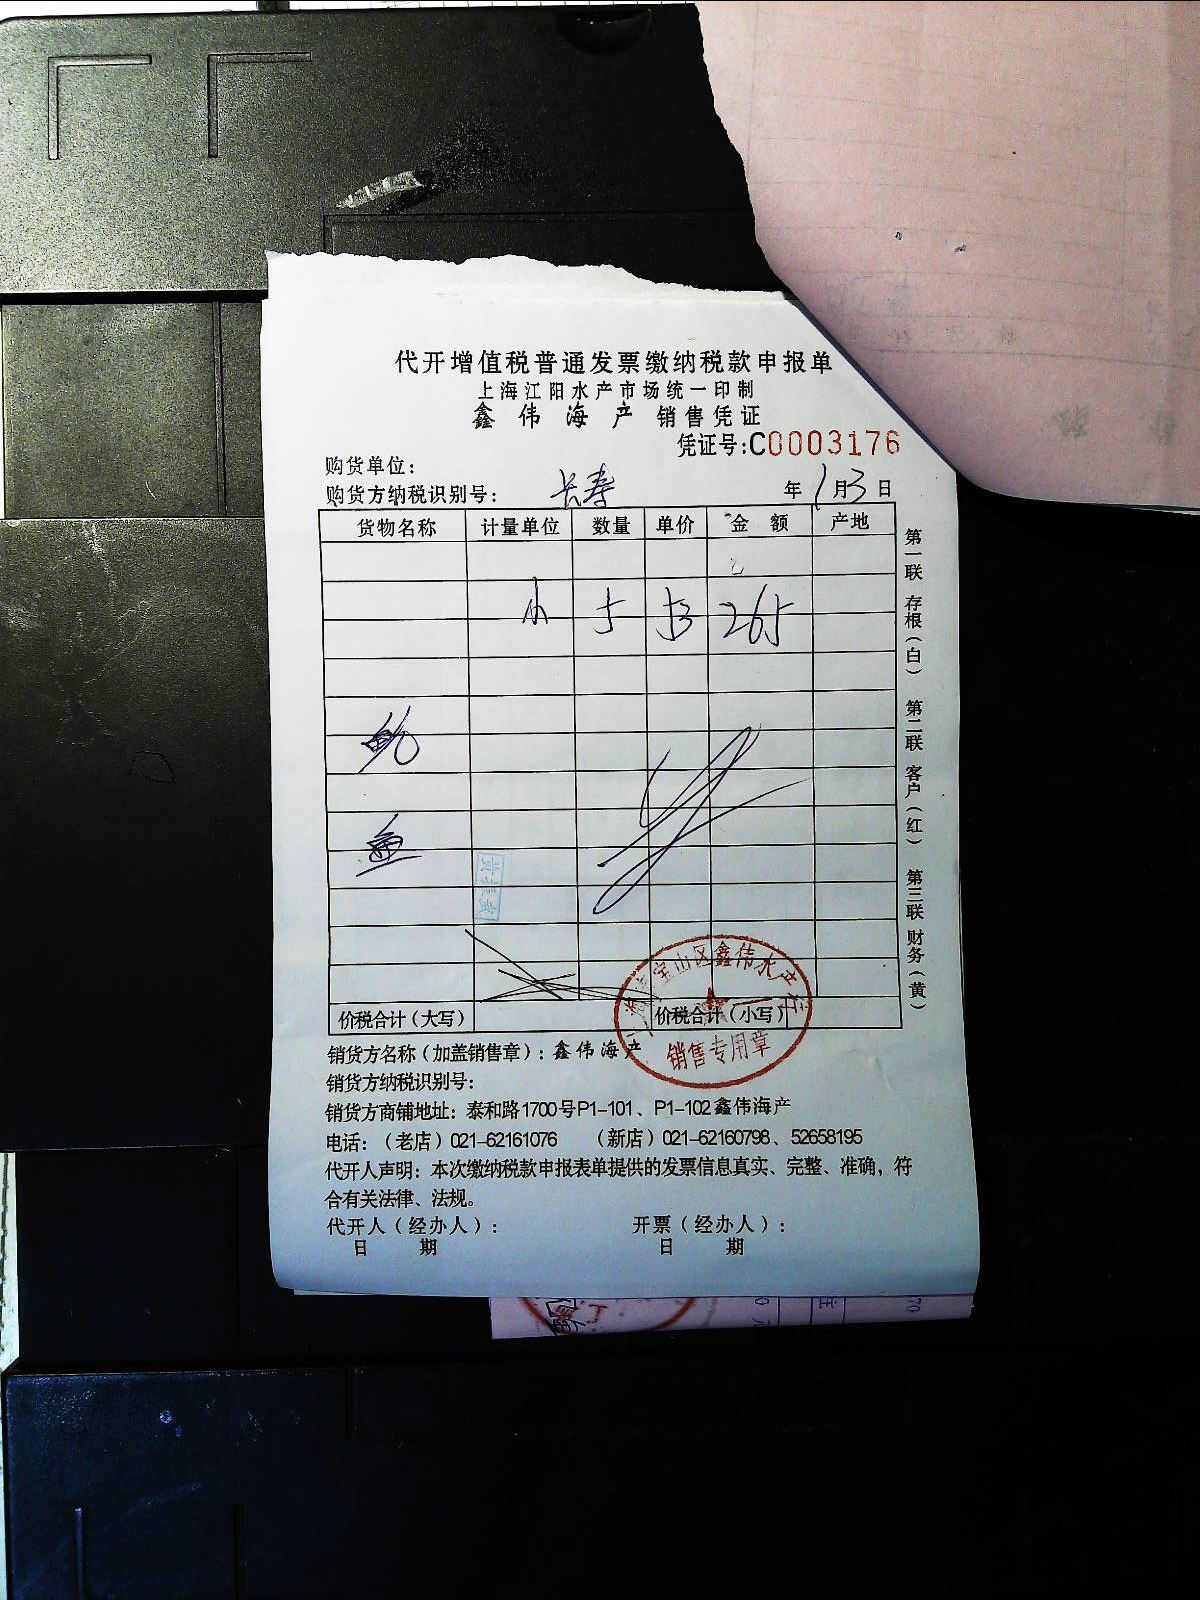 代开增值税普通发票缴纳税款申报单
上海江阳水产市场统一印制
鑫伟海产 销售凭证
凭证号:C0003176
购货单位:
购货方纳税识别号: 长寿 年 1月3日
货物名称 计量单位 数量 单价 金额 产地
小 5 53 265
鱼
价税合计(大写) 价税合计(小写)
宝山区鑫伟水产行
销售专用章
销货方名称(加盖销售章):鑫伟海产
销货方纳税识别号:
销货方商铺地址:泰和路1700号P1-101、P1-102鑫伟海产
电话:(老店)021-62161076 (新店)021-62160798、52658195
代开人声明:本次缴纳税款申报表单提供的发票信息真实、完整、准确,符
合有关法律、法规。
代开人(经办人): 开票(经办人):
日期 日期
第一联 存根(白) 第二联 客户(红) 第三联 财务(黄)